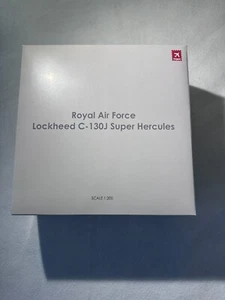 Royal Air Force
Lockheed C-130J Super Hercules
SCALE 1:200